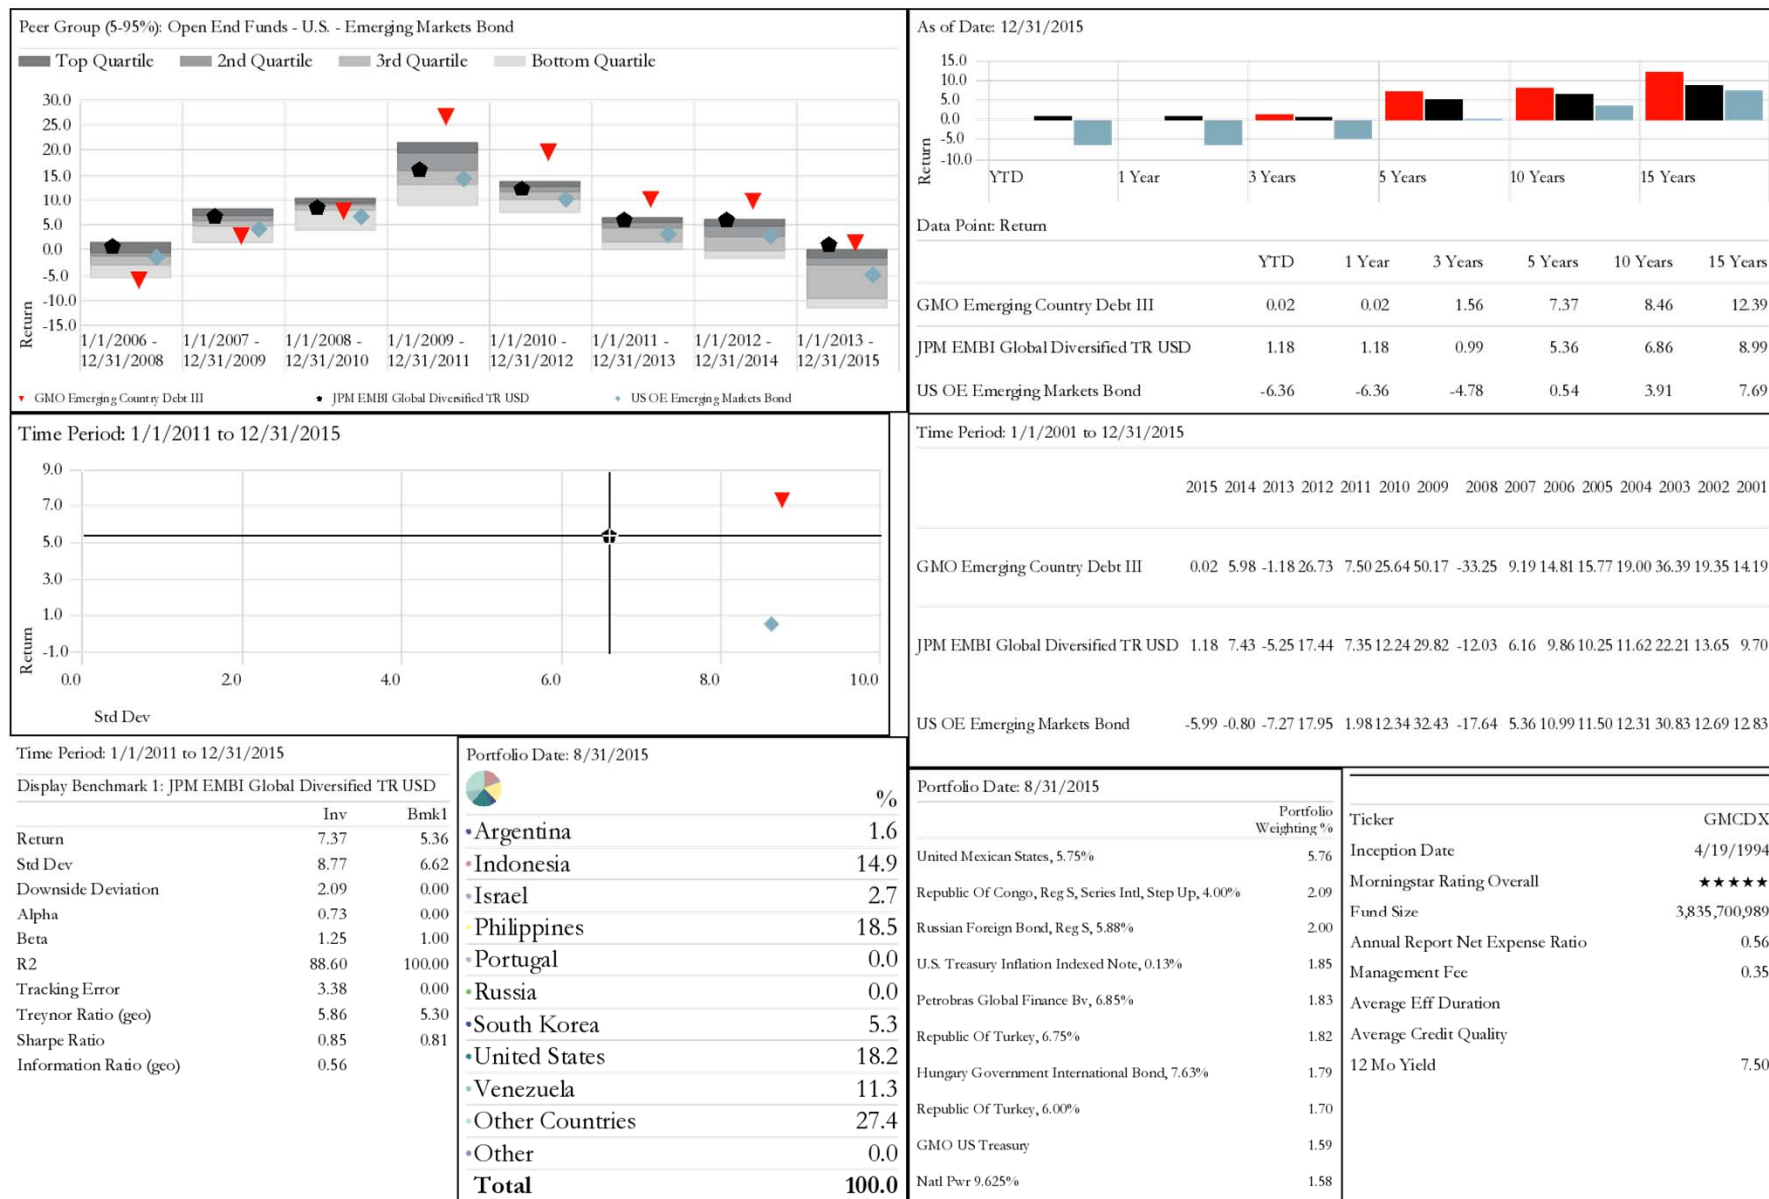 Peer Group (5-95%): Open End Funds - U.S. - Emerging Markets Bond
Top Quartile 2nd Quartile 3rd Quartile Bottom Quartile
30.0
25.0
20.0
15.0
10.0
5.0
0.0
-5.0
-10.0
-15.0
Return
1/1/2006 - 1/1/2007 - 1/1/2008 - 1/1/2009 - 1/1/2010 - 1/1/2011 - 1/1/2012 - 1/1/2013 -
12/31/2008 12/31/2009 12/31/2010 12/31/2011 12/31/2012 12/31/2013 12/31/2014 12/31/2015
GMO Emerging Country Debt III JPM EMBI Global Diversified TR USD US OE Emerging Markets Bond
As of Date: 12/31/2015
15.0
10.0
5.0
0.0
-5.0
-10.0
Return
YTD 1 Year 3 Years 5 Years 10 Years 15 Years
Data Point: Return
YTD 1 Year 3 Years 5 Years 10 Years 15 Years
GMO Emerging Country Debt III 0.02 0.02 1.56 7.37 8.46 12.39
JPM EMBI Global Diversified TR USD 1.18 1.18 0.99 5.36 6.86 8.99
US OE Emerging Markets Bond -6.36 -6.36 -4.78 0.54 3.91 7.69
Time Period: 1/1/2011 to 12/31/2015
9.0
7.0
5.0
3.0
1.0
-1.0
Return
0.0 2.0 4.0 6.0 8.0 10.0
Std Dev
Time Period: 1/1/2001 to 12/31/2015
2015 2014 2013 2012 2011 2010 2009 2008 2007 2006 2005 2004 2003 2002 2001
GMO Emerging Country Debt III 0.02 5.98 -1.18 26.73 7.50 25.64 50.17 -33.25 9.19 14.81 15.77 19.00 36.39 19.35 14.19
JPM EMBI Global Diversified TR USD 1.18 7.43 -5.25 17.44 7.35 12.24 29.82 -12.03 6.16 9.86 10.25 11.62 22.21 13.65 9.70
US OE Emerging Markets Bond -5.99 -0.80 -7.27 17.95 1.98 12.34 32.43 -17.64 5.36 10.99 11.50 12.31 30.83 12.69 12.83
Time Period: 1/1/2011 to 12/31/2015
Display Benchmark 1: JPM EMBI Global Diversified TR USD
Inv Bmk1
Return 7.37 5.36
Std Dev 8.77 6.62
Downside Deviation 2.09 0.00
Alpha 0.73 0.00
Beta 1.25 1.00
R2 88.60 100.00
Tracking Error 3.38 0.00
Treynor Ratio (geo) 5.86 5.30
Sharpe Ratio 0.85 0.81
Information Ratio (geo) 0.56
Portfolio Date: 8/31/2015
%
Argentina 1.6
Indonesia 14.9
Israel 2.7
Philippines 18.5
Portugal 0.0
Russia 0.0
South Korea 5.3
United States 18.2
Venezuela 11.3
Other Countries 27.4
Other 0.0
Total 100.0
Portfolio Date: 8/31/2015
Portfolio
Weighting %
United Mexican States, 5.75% 5.76
Republic Of Congo, Reg S, Series Intl, Step Up, 4.00% 2.09
Russian Foreign Bond, Reg S, 5.88% 2.00
U.S. Treasury Inflation Indexed Note, 0.13% 1.85
Petrobras Global Finance Bv, 6.85% 1.83
Republic Of Turkey, 6.75% 1.82
Hungary Government International Bond, 7.63% 1.79
Republic Of Turkey, 6.00% 1.70
GMO US Treasury 1.59
Natl Pwr 9.625% 1.58
Ticker GMCDX
Inception Date 4/19/1994
Morningstar Rating Overall ★★★★★
Fund Size 3,835,700,989
Annual Report Net Expense Ratio 0.56
Management Fee 0.35
Average Eff Duration
Average Credit Quality
12 Mo Yield 7.50